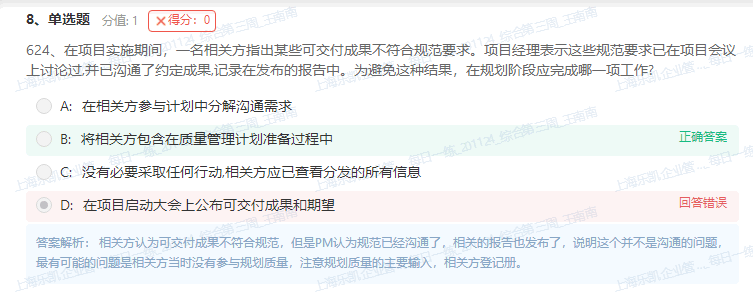 8、单选题 分值: 1 ×得分：0
624、在项目实施期间，一名相关方指出某些可交付成果不符合规范要求。项目经理表示这些规范要求已在项目会议
上讨论过,并已沟通了约定成果,记录在发布的报告中。为避免这种结果，在规划阶段应完成哪一项工作?
A: 在相关方参与计划中分解沟通需求
B: 将相关方包含在质量管理计划准备过程中 正确答案
C: 没有必要采取任何行动,相关方应已查看分发的所有信息
D: 在项目启动大会上公布可交付成果和期望 回答错误
答案解析: 相关方认为可交付成果不符合规范，但是PM认为规范已经沟通了，相关的报告也发布了，说明这个并不是沟通的问题，
最有可能的问题是相关方当时没有参与规划质量，注意规划质量的主要输入，相关方登记册。